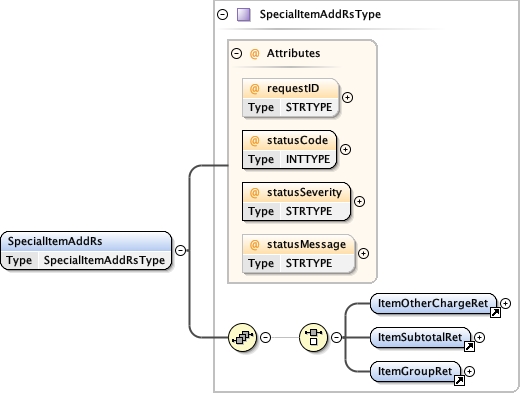 SpecialItemAddRsType
@ Attributes
@ requestID
Type STRTYPE
@ statusCode
Type INTTYPE
@ statusSeverity
Type STRTYPE
@ statusMessage
Type STRTYPE
SpecialItemAddRs
Type SpecialItemAddRsType
ItemOtherChargeRet
ItemSubtotalRet
ItemGroupRet